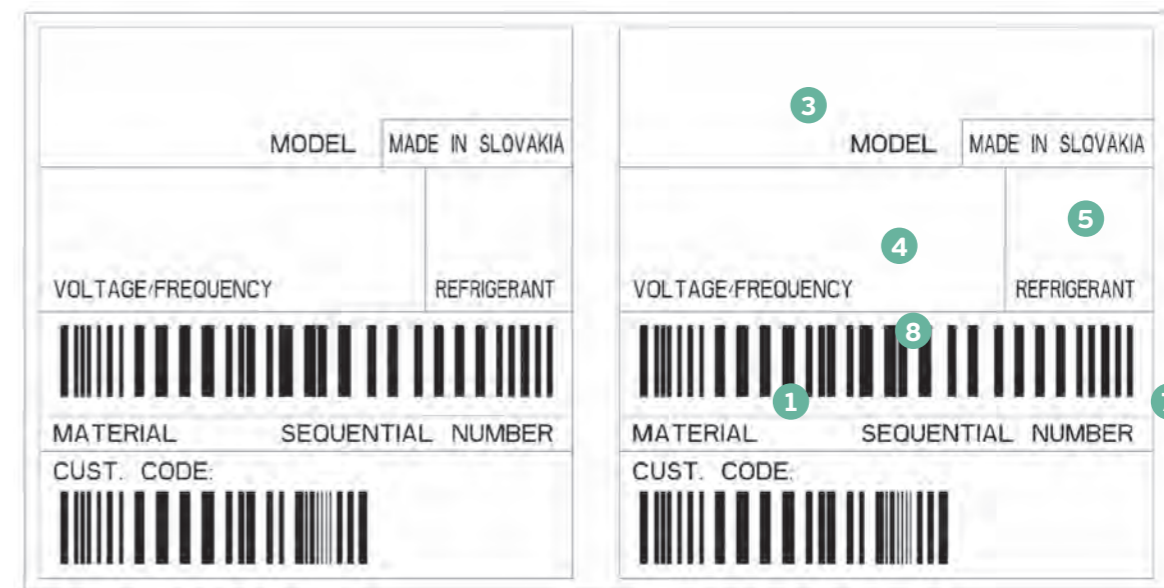 MODEL MADE IN SLOVAKIA
VOLTAGE/FREQUENCY REFRIGERANT
MATERIAL SEQUENTIAL NUMBER
CUST. CODE:
3
MODEL MADE IN SLOVAKIA
5
4
VOLTAGE/FREQUENCY REFRIGERANT
8
1
MATERIAL SEQUENTIAL NUMBER
CUST. CODE: